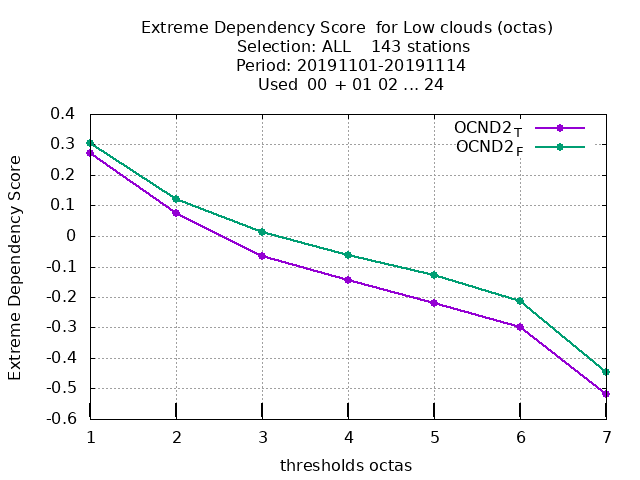 Extreme Dependency Score  for Low clouds (octas)
Selection: ALL    143 stations
Period: 20191101-20191114
Used  00 + 01 02 ... 24
OCND2T
OCND2F
Extreme Dependency Score
0.4
0.3
0.2
0.1
0
-0.1
-0.2
-0.3
-0.4
-0.5
-0.6
1 2 3 4 5 6 7
thresholds octas